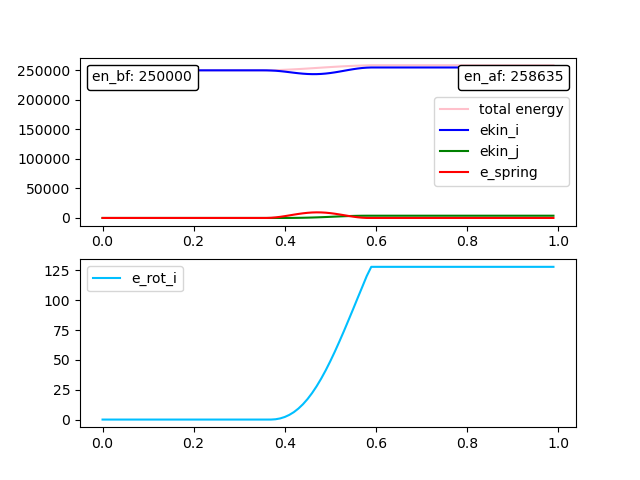 en_bf: 250000
en_af: 258635
250000
200000
150000
100000
50000
0
total energy
ekin_i
ekin_j
e_spring
0.0 0.2 0.4 0.6 0.8 1.0
e_rot_i
125
100
75
50
25
0
0.0 0.2 0.4 0.6 0.8 1.0